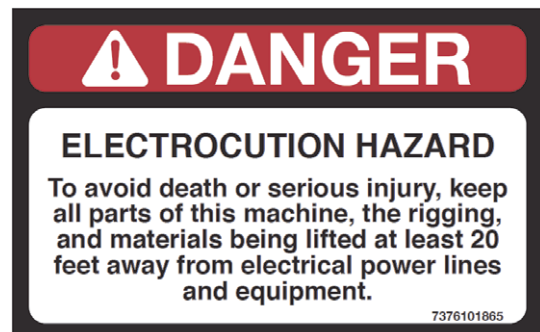 DANGER
ELECTROCUTION HAZARD
To avoid death or serious injury, keep
all parts of this machine, the rigging,
and materials being lifted at least 20
feet away from electrical power lines
and equipment.
7376101865